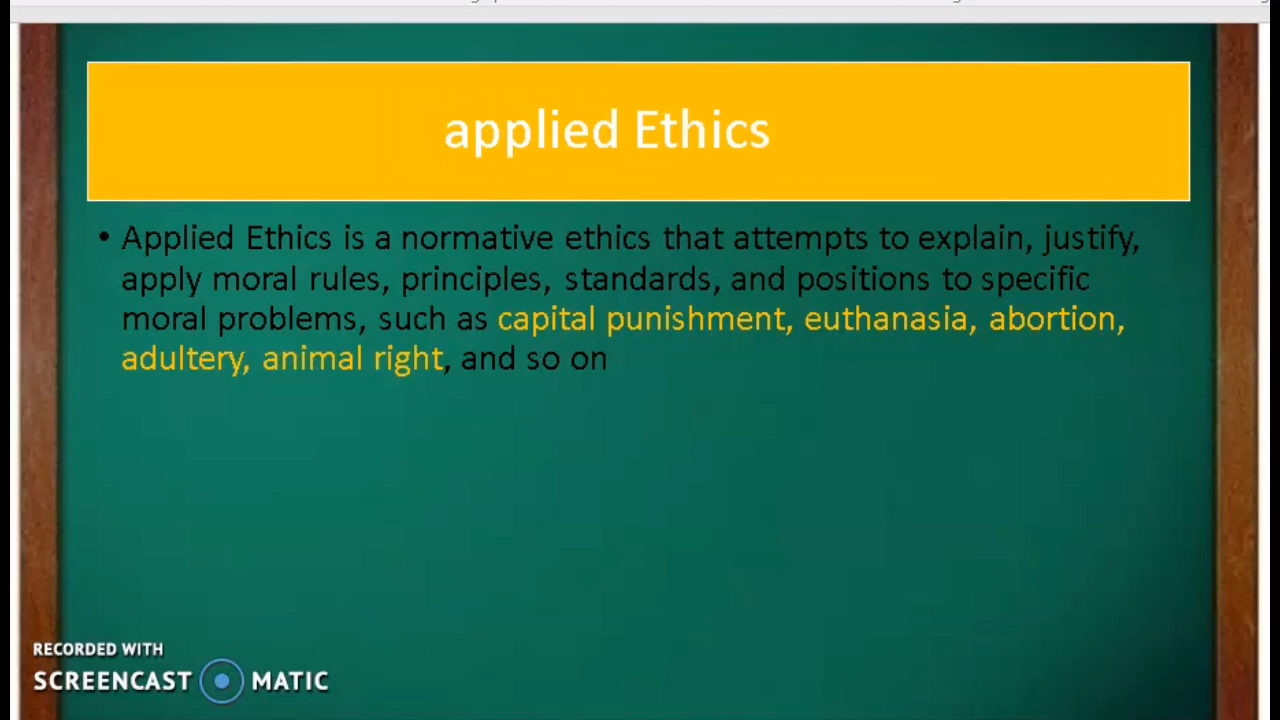 applied Ethics
• Applied Ethics is a normative ethics that attempts to explain, justify,
apply moral rules, principles, standards, and positions to specific
moral problems, such as capital punishment, euthanasia, abortion,
adultery, animal right, and so on
RECORDED WITH
SCREENCAST MATIC